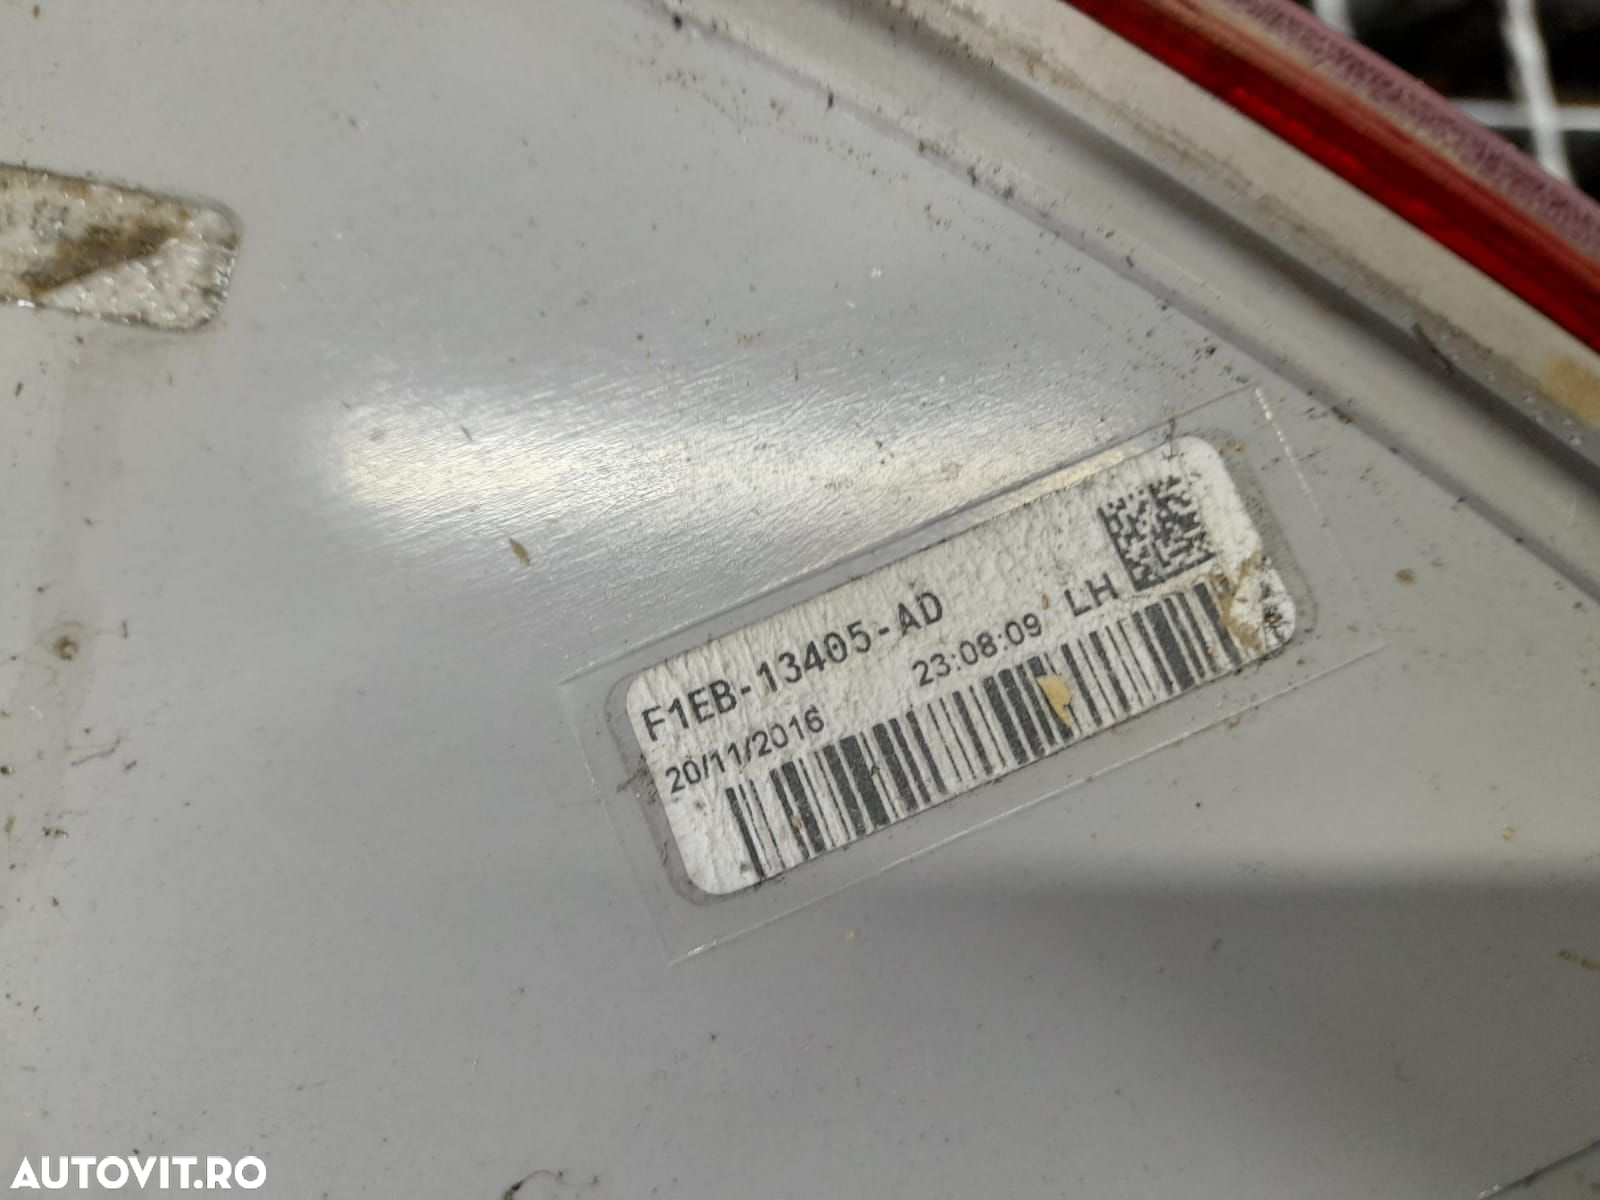 F1EB-13405-AD
20/11/2016 23:08:09 LH
AUTOVIT.RO